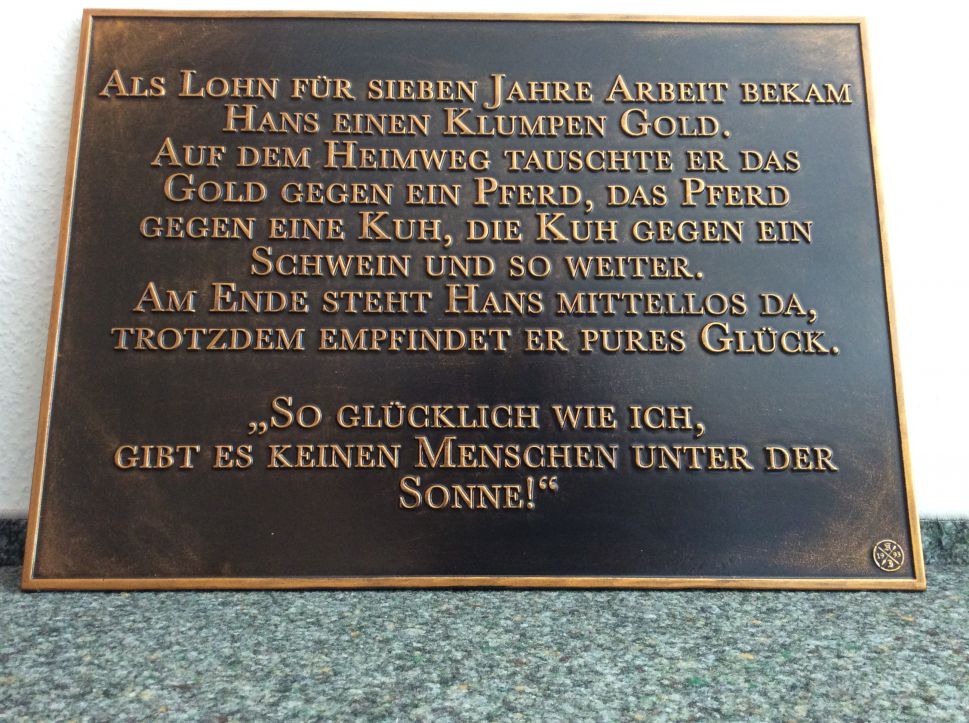 Als Lohn für sieben Jahre Arbeit bekam
Hans einen Klumpen Gold.
Auf dem Heimweg tauschte er das
Gold gegen ein Pferd, das Pferd
gegen eine Kuh, die Kuh gegen ein
Schwein und so weiter.
Am Ende steht Hans mittellos da,
trotzdem empfindet er pures Glück.
„So glücklich wie ich,
gibt es keinen Menschen unter der
Sonne!“